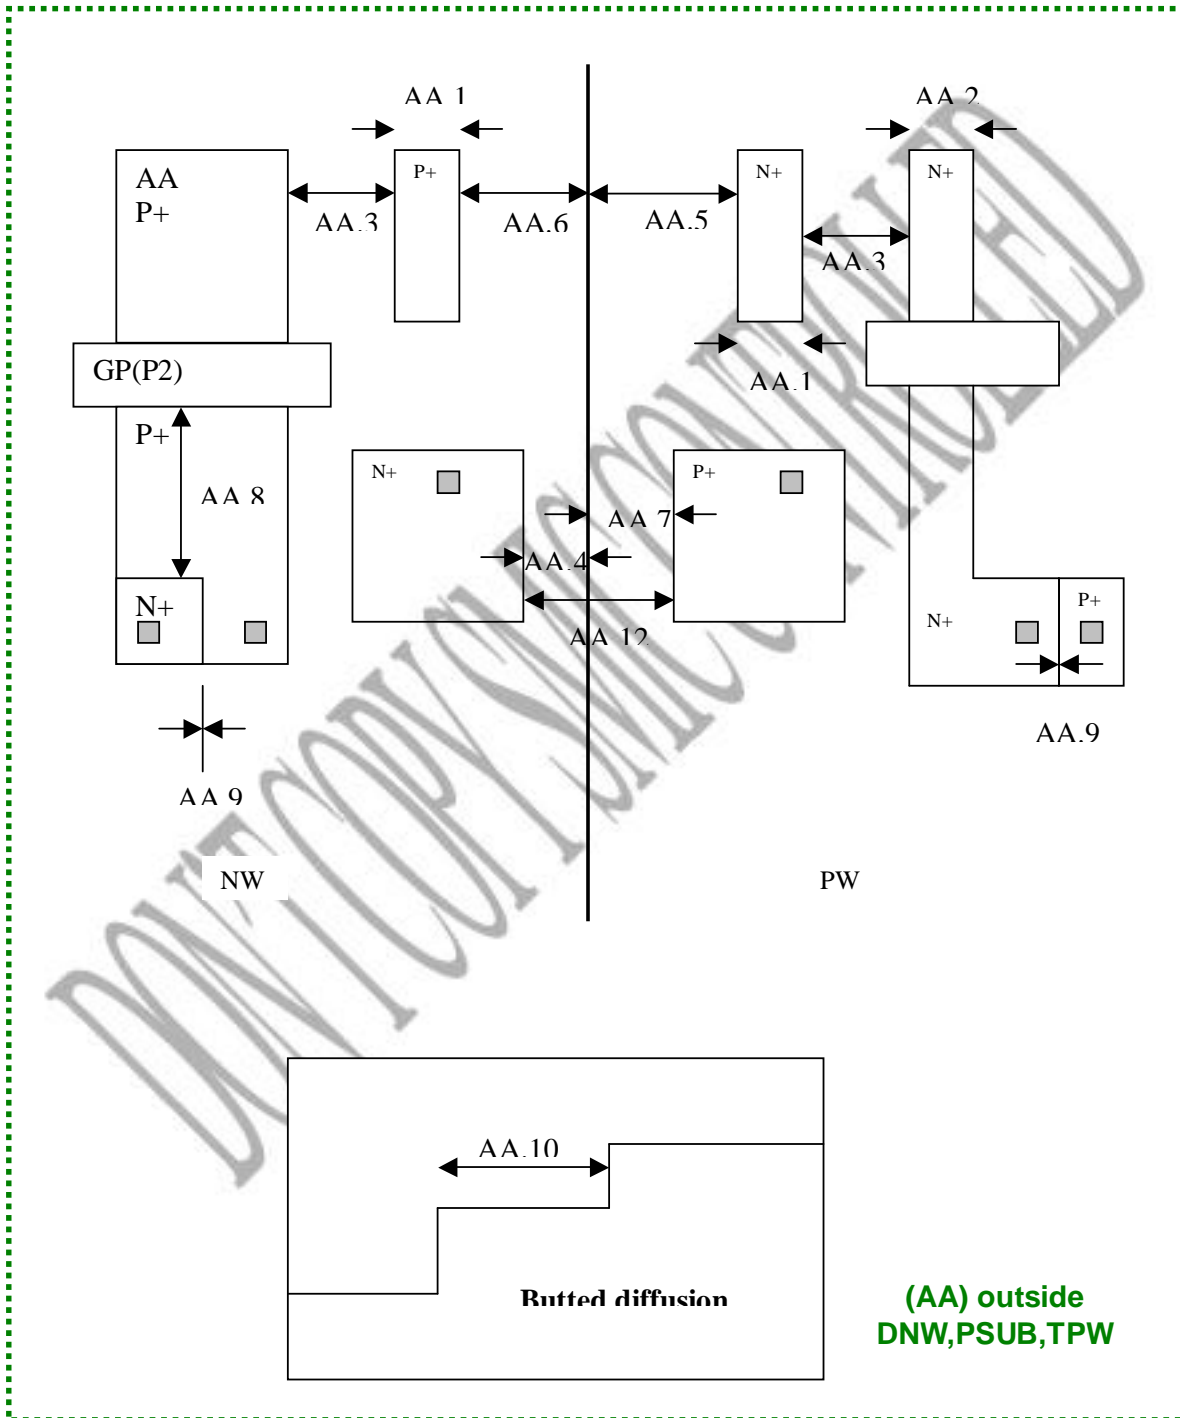 AA.1
AA.2
AA
P+
P+
N+
N+
AA.3
AA.6
AA.5
AA.3
GP(P2)
AA.1
P+
N+
P+
AA.8
AA.7
AA.4
N+
P+
N+
AA.12
AA.9
AA.9
NW
PW
DON'T COPY SMIC CONTROLLED
AA.10
Butted diffusion
(AA) outside
DNW,PSUB,TPW